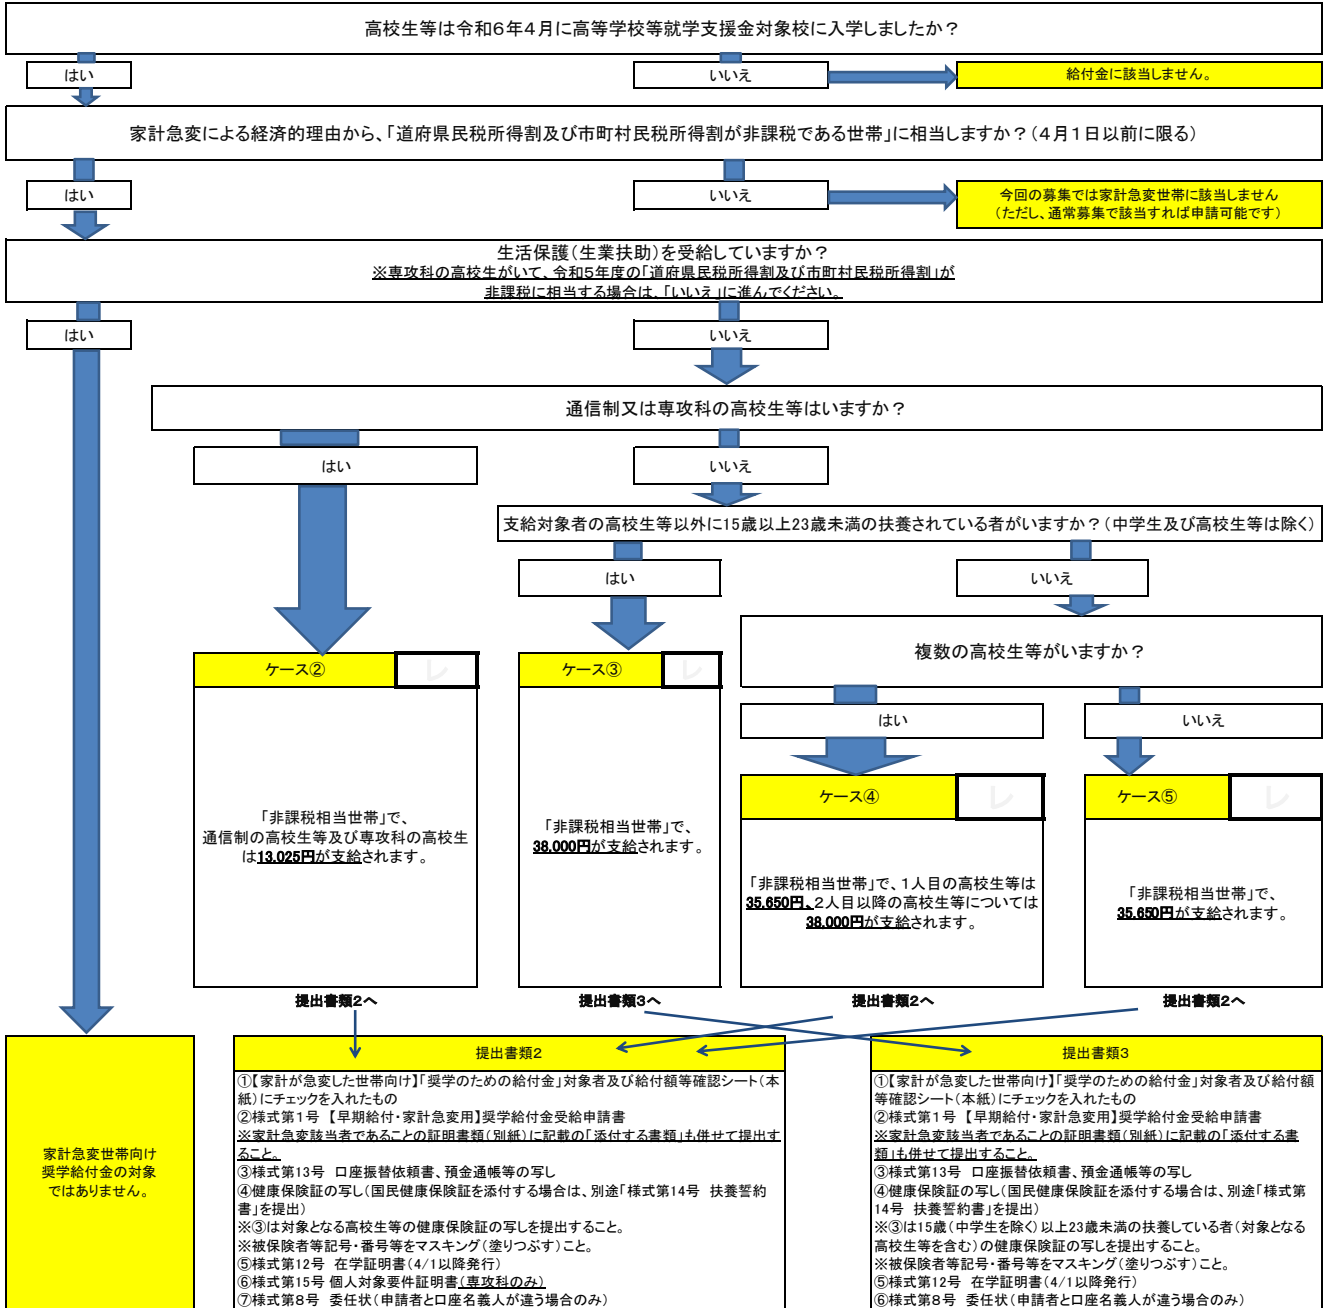 高校生等は令和6年4月に高等学校等就学支援金対象校に入学しましたか？
はい
いいえ
給付金に該当しません。
家計急変による経済的理由から、「道府県民税所得割及び市町村民税所得割が非課税である世帯」に相当しますか？（4月1日以前に限る）
はい
いいえ
今回の募集では家計急変世帯に該当しません
（ただし、通常募集で該当すれば申請可能です）
生活保護（生業扶助）を受給していますか？
※専攻科の高校生がいて、令和5年度の「道府県民税所得割及び市町村民税所得割」が
非課税に相当する場合は、「いいえ」に進んでください。
はい
いいえ
通信制又は専攻科の高校生等はいますか？
はい
いいえ
支給対象者の高校生等以外に15歳以上23歳未満の扶養されている者がいますか？（中学生及び高校生等は除く）
はい
いいえ
複数の高校生等がいますか？
はい
いいえ
ケース②
レ
「非課税相当世帯」で、
通信制の高校生等及び専攻科の高校生
は13,025円が支給されます。
ケース③
レ
「非課税相当世帯」で、
38,000円が支給されます。
ケース④
レ
「非課税相当世帯」で、1人目の高校生等は
35,650円、2人目以降の高校生等については
38,000円が支給されます。
ケース⑤
レ
「非課税相当世帯」で、
35,650円が支給されます。
提出書類2へ
提出書類3へ
提出書類2へ
提出書類2へ
家計急変世帯向け
奨学給付金の対象
ではありません。
提出書類2
①【家計が急変した世帯向け】「奨学のための給付金」対象者及び給付額等確認シート（本
紙）にチェックを入れたもの
②様式第1号 【早期給付・家計急変用】奨学給付金受給申請書
※家計急変該当者であることの証明書類（別紙）に記載の「添付する書類」も併せて提出す
ること。
③様式第13号 口座振替依頼書、預金通帳等の写し
④健康保険証の写し（国民健康保険証を添付する場合は、別途「様式第14号 扶養誓約
書」を提出）
※③は対象となる高校生等の健康保険証の写しを提出すること。
※被保険者等記号・番号等をマスキング（塗りつぶす）こと。
⑤様式第12号 在学証明書（4/1以降発行）
⑥様式第15号 個人対象要件証明書（専攻科のみ）
⑦様式第8号 委任状（申請者と口座名義人が違う場合のみ）
提出書類3
①【家計が急変した世帯向け】「奨学のための給付金」対象者及び給付額
等確認シート（本紙）にチェックを入れたもの
②様式第1号 【早期給付・家計急変用】奨学給付金受給申請書
※家計急変該当者であることの証明書類（別紙）に記載の「添付する書
類」も併せて提出すること。
③様式第13号 口座振替依頼書、預金通帳等の写し
④健康保険証の写し（国民健康保険証を添付する場合は、別途「様式第
14号 扶養誓約書」を提出）
※③は15歳（中学生を除く）以上23歳未満の扶養している者（対象となる
高校生等を含む）の健康保険証の写しを提出すること。
※被保険者等記号・番号等をマスキング（塗りつぶす）こと。
⑤様式第12号 在学証明書（4/1以降発行）
⑥様式第8号 委任状（申請者と口座名義人が違う場合のみ）